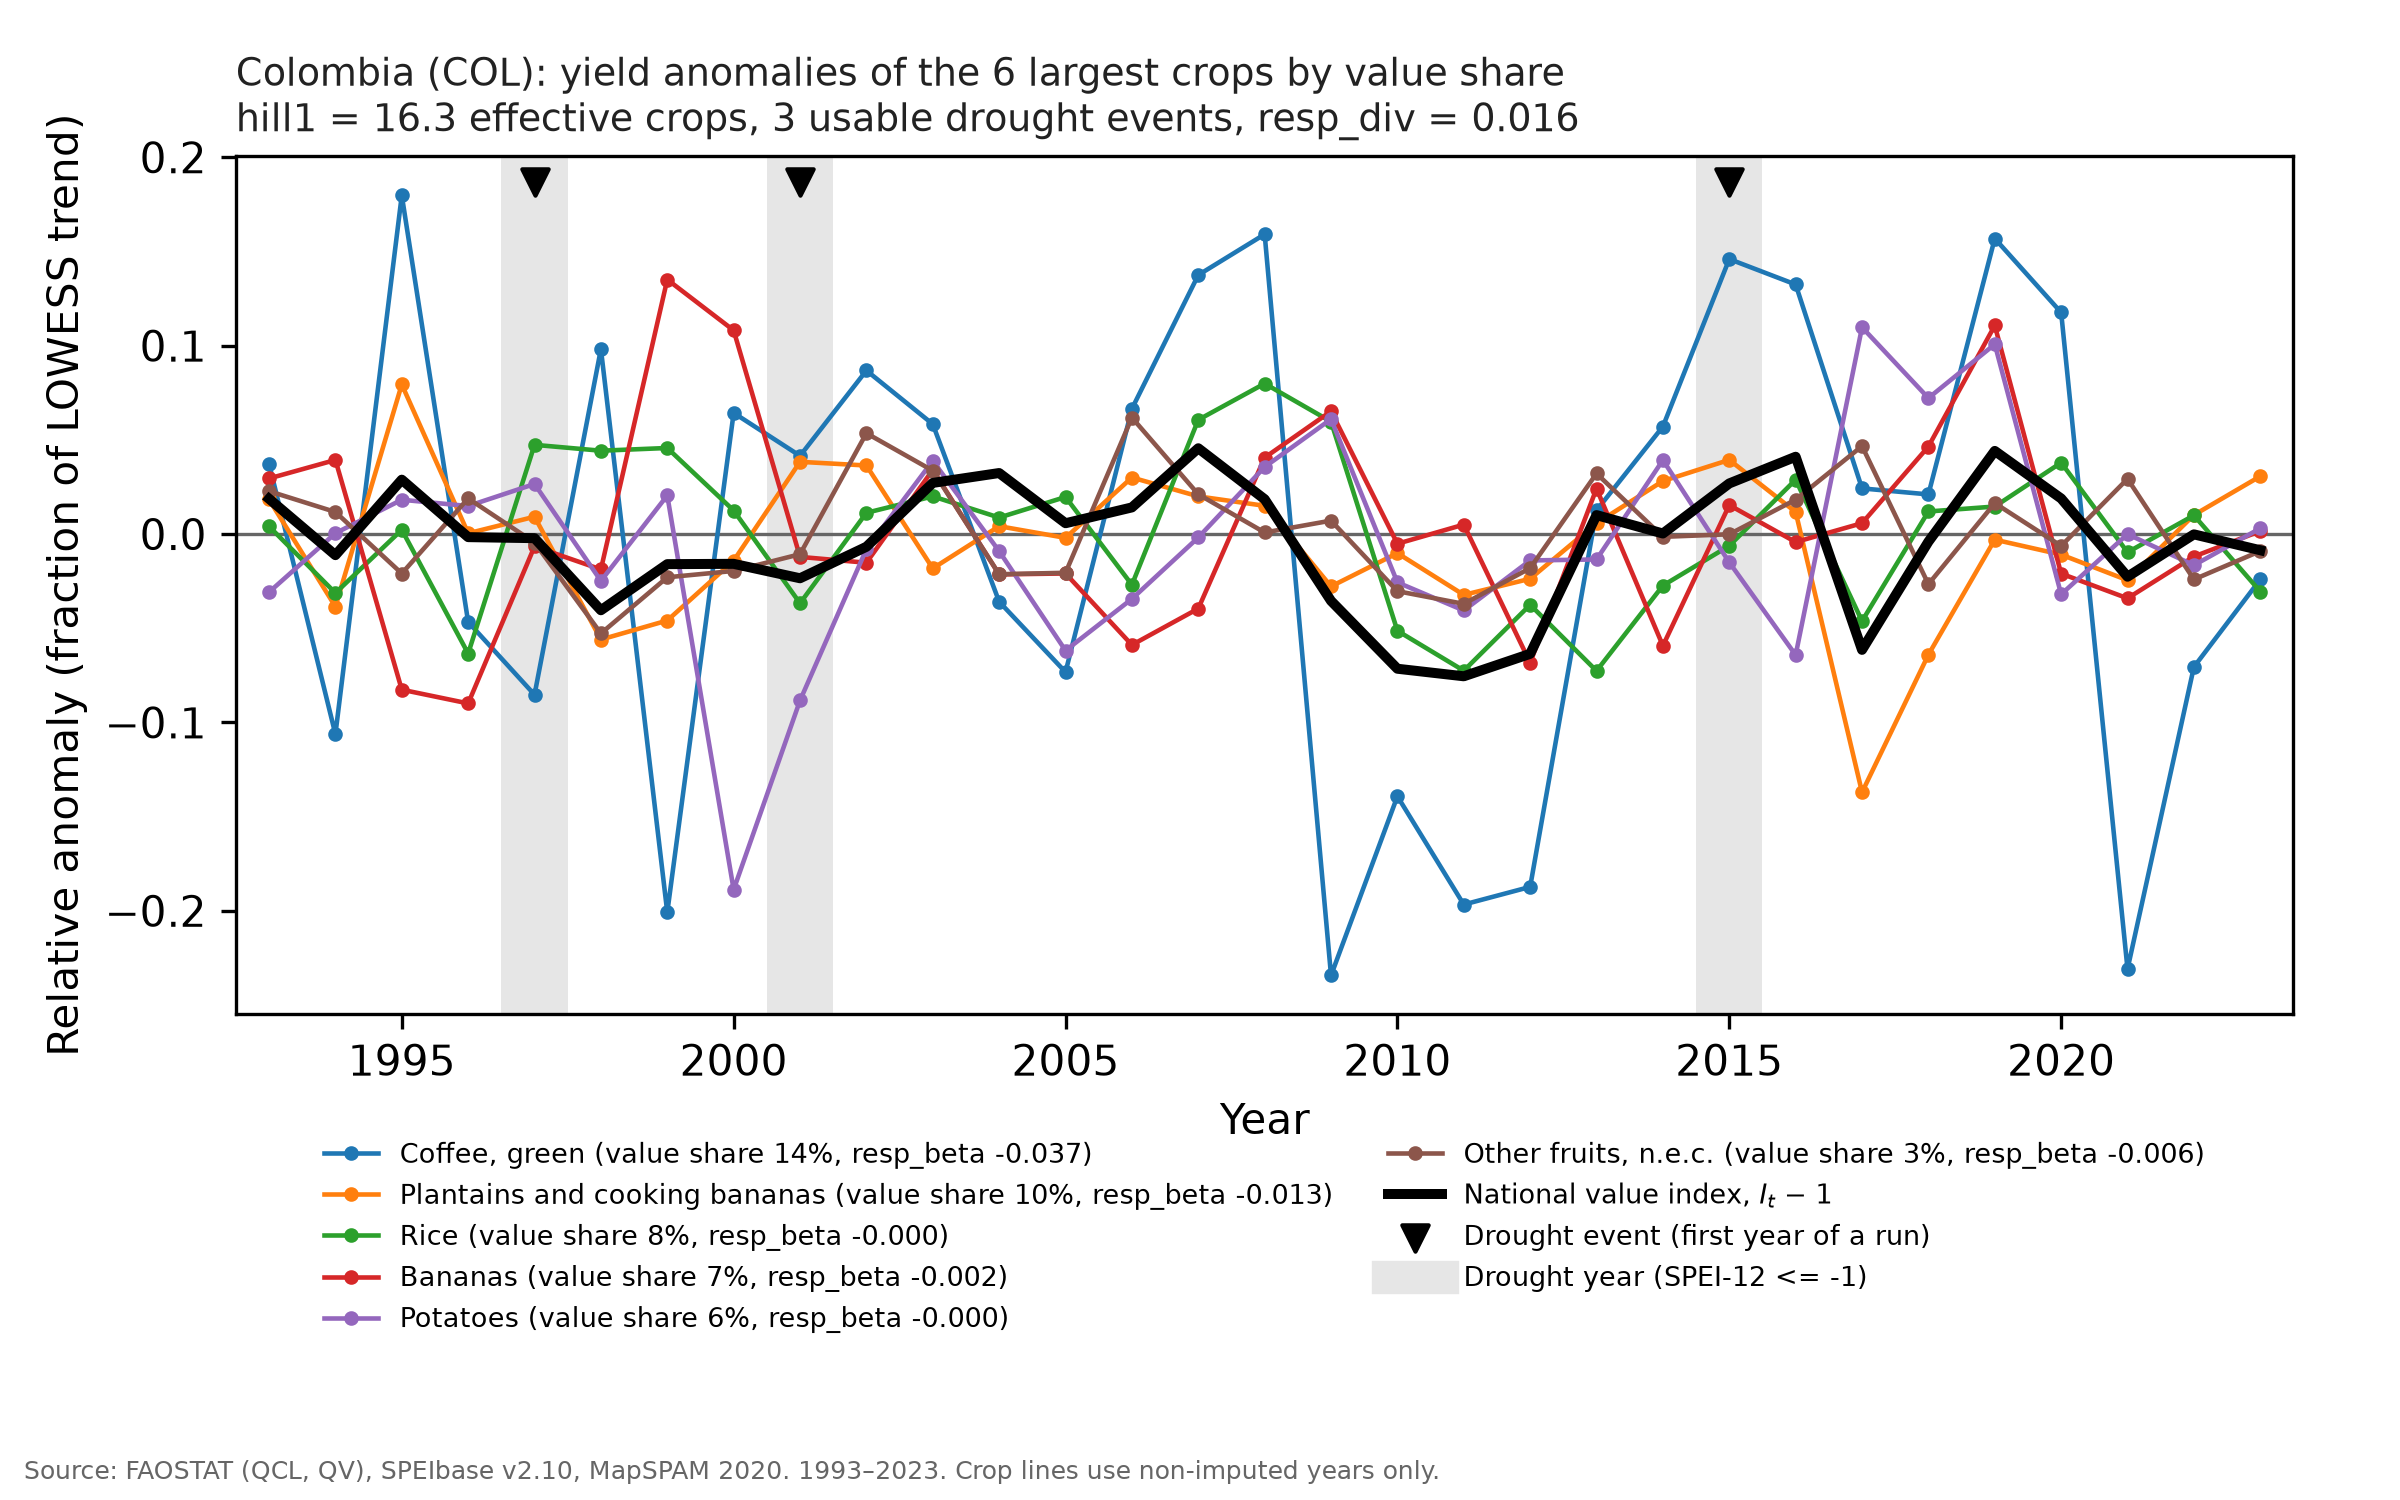 Colombia (COL): yield anomalies of the 6 largest crops by value share
hill1 = 16.3 effective crops, 3 usable drought events, resp_div = 0.016
Relative anomaly (fraction of LOWESS trend)
0.2
0.1
0.0
−0.1
−0.2
1995
2000
2005
2010
2015
2020
Year
Coffee, green (value share 14%, resp_beta -0.037)
Plantains and cooking bananas (value share 10%, resp_beta -0.013)
Rice (value share 8%, resp_beta -0.000)
Bananas (value share 7%, resp_beta -0.002)
Potatoes (value share 6%, resp_beta -0.000)
Other fruits, n.e.c. (value share 3%, resp_beta -0.006)
National value index, I_t − 1
Drought event (first year of a run)
Drought year (SPEI-12 <= -1)
Source: FAOSTAT (QCL, QV), SPEIbase v2.10, MapSPAM 2020. 1993–2023. Crop lines use non-imputed years only.